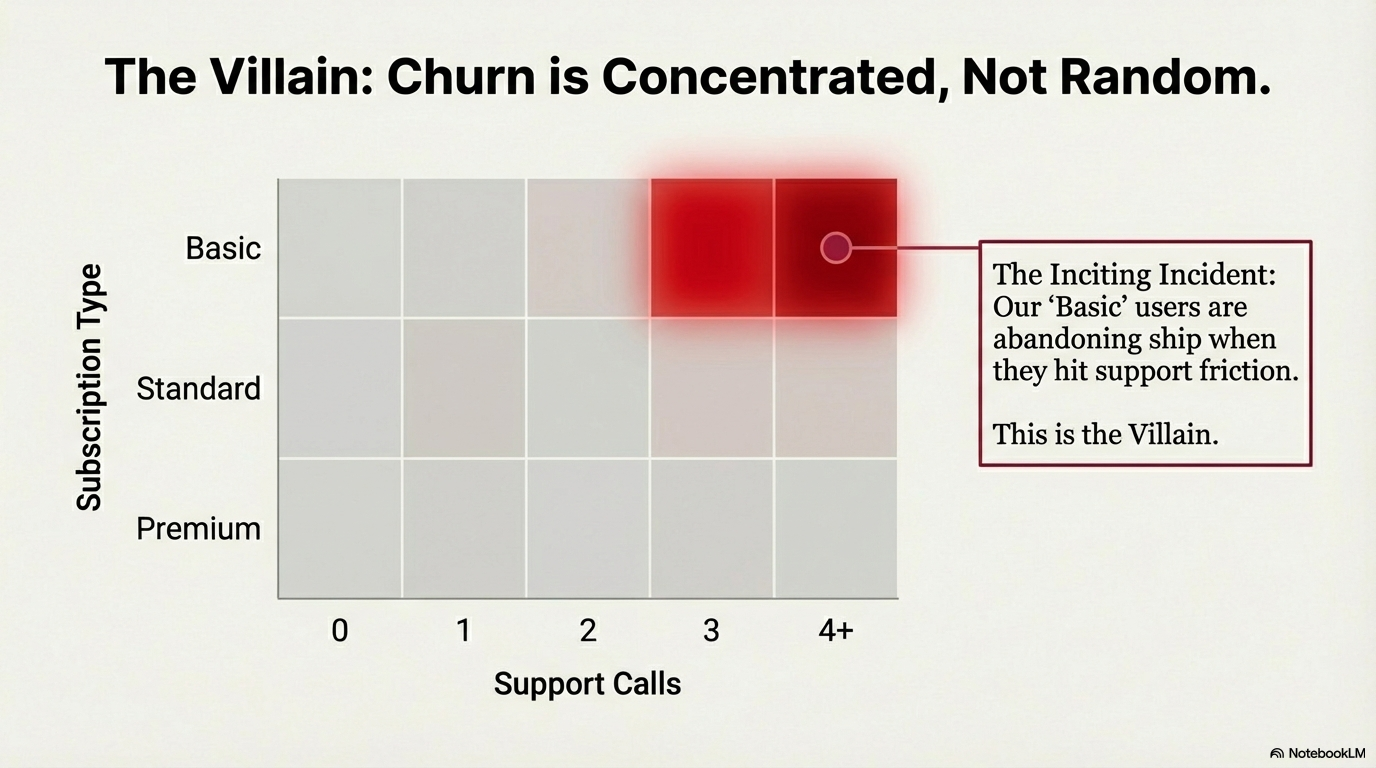 The Villain: Churn is Concentrated, Not Random.
Subscription Type
Basic
Standard
Premium
0 1 2 3 4+
Support Calls
The Inciting Incident:
Our ‘Basic’ users are
abandoning ship when
they hit support friction.
This is the Villain.
NotebookLM